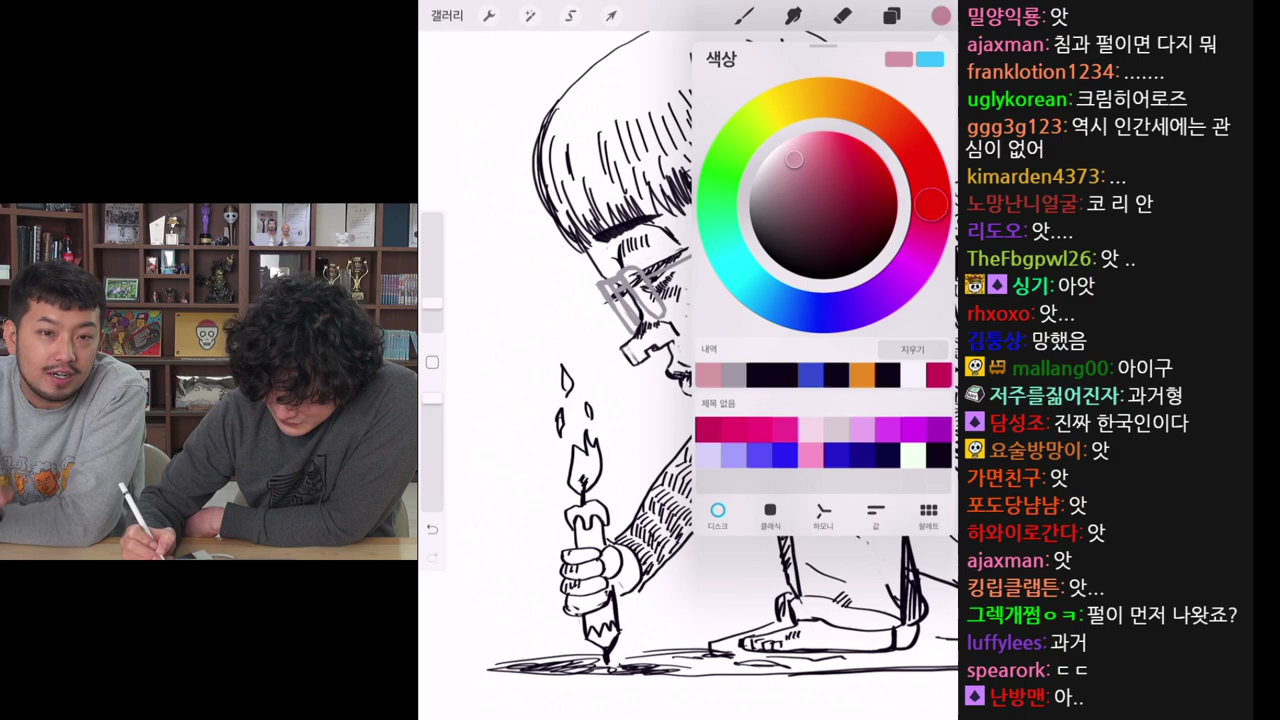 갤러리
색상
내역
지우기
제목 없음
디스크
클래식
하모니
값
팔레트
밀양익룡: 앗
ajaxman: 침과 펄이면 다지 뭐
franklotion1234: .......
uglykorean: 크림히어로즈
ggg3g123: 역시 인간세에는 관
심이 없어
kimarden4373: ...
노망난니얼굴: 코 리 안
리도오: 앗....
TheFbgpwl26: 앗 ..
싱기: 아앗
rhxoxo: 앗...
김통상: 망했음
mallang00: 아이구
저주를짊어진자: 과거형
담성조: 진짜 한국인이다
요술방망이: 앗
가면친구: 앗
포도당냠냠: 앗
하와이로간다: 앗
ajaxman: 앗
킹립클랩튼: 앗...
그렉개쩜ㅇㅋ: 펄이 먼저 나왓죠?
luffylees: 과거
spearork: ㄷㄷ
난방맨: 아..